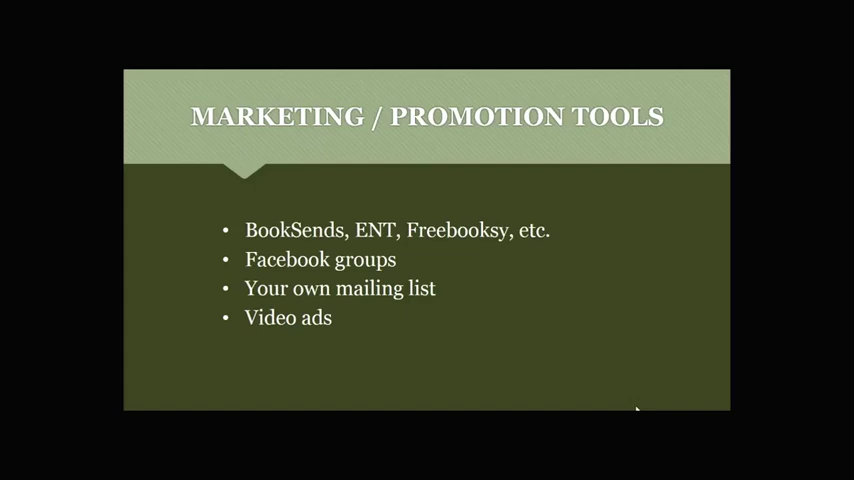 MARKETING / PROMOTION TOOLS
• BookSends, ENT, Freebooksy, etc.
• Facebook groups
• Your own mailing list
• Video ads